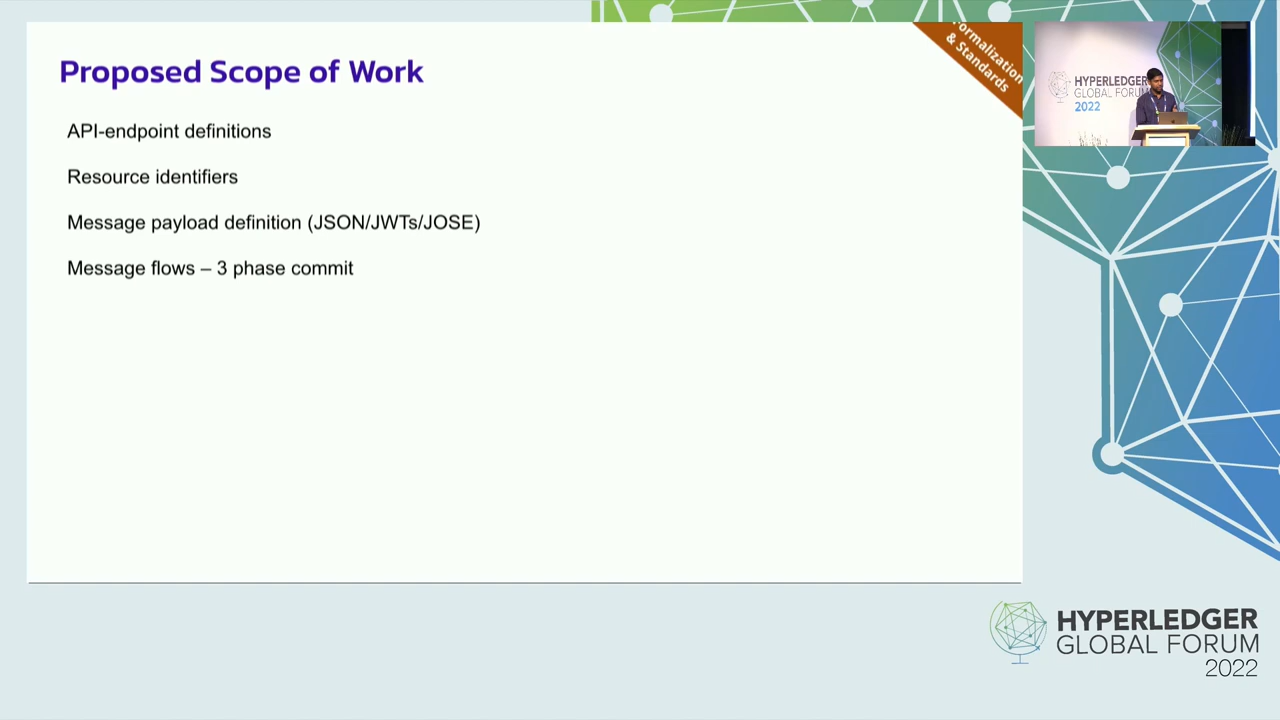 Proposed Scope of Work
API-endpoint definitions
Resource identifiers
Message payload definition (JSON/JWTs/JOSE)
Message flows – 3 phase commit
Formalization
& Standards
HYPERLEDGER
GLOBAL FORUM
2022
HYPERLEDGER
GLOBAL FORUM
2022